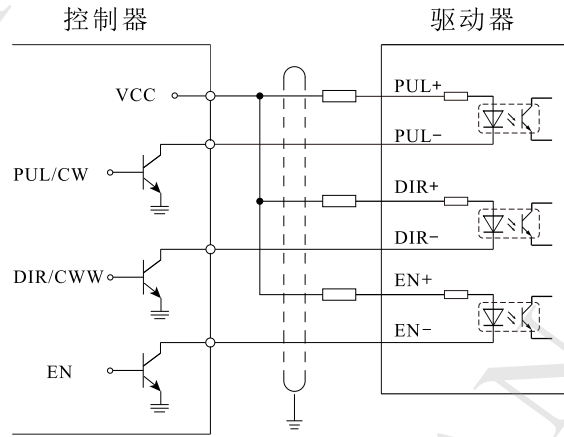 控制器
驱动器
VCC
PUL+
PUL−
PUL/CW
DIR+
DIR−
DIR/CWW
EN+
EN−
EN